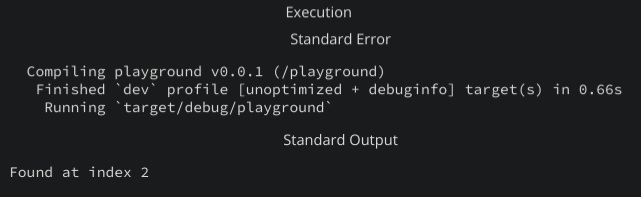 Execution
Standard Error
Compiling playground v0.0.1 (/playground)
Finished `dev` profile [unoptimized + debuginfo] target(s) in 0.66s
Running `target/debug/playground`
Standard Output
Found at index 2